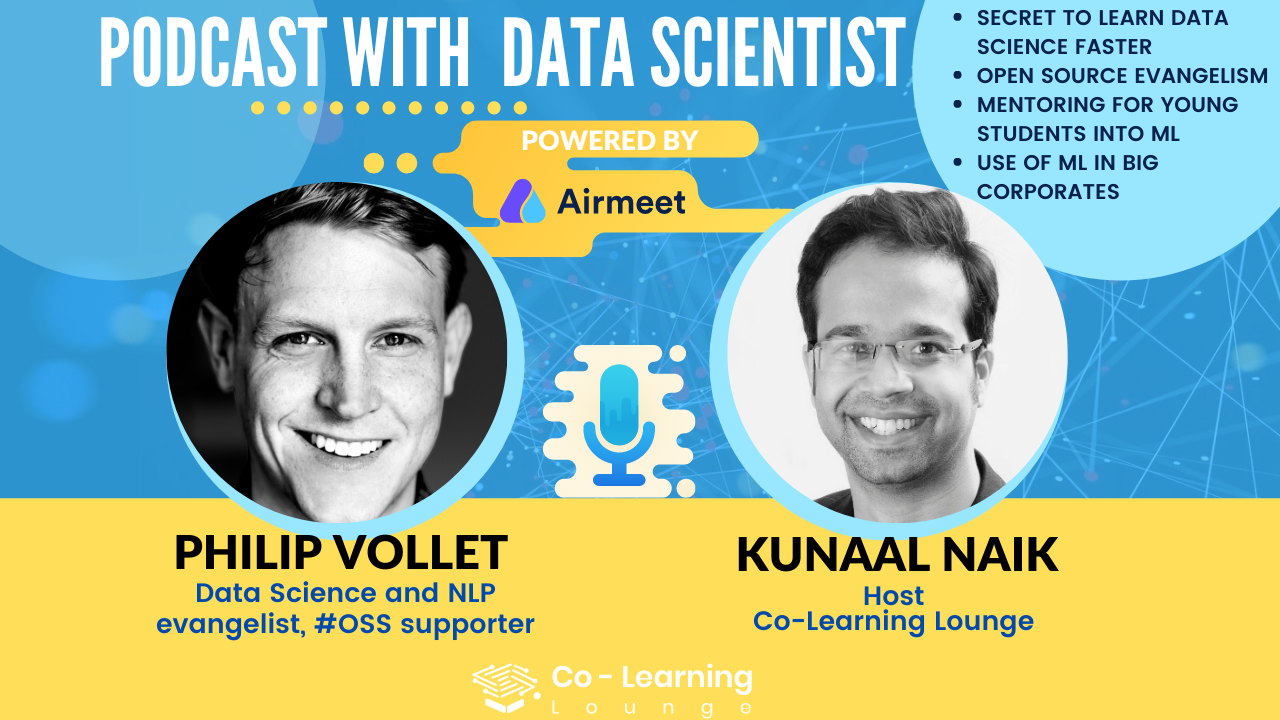 PODCAST WITH DATA SCIENTIST
• SECRET TO LEARN DATA
SCIENCE FASTER
• OPEN SOURCE EVANGELISM
• MENTORING FOR YOUNG
STUDENTS INTO ML
• USE OF ML IN BIG
CORPORATES
POWERED BY
Airmeet
PHILIP VOLLET
Data Science and NLP
evangelist, #OSS supporter
KUNAAL NAIK
Host
Co-Learning Lounge
Co - Learning
Lounge